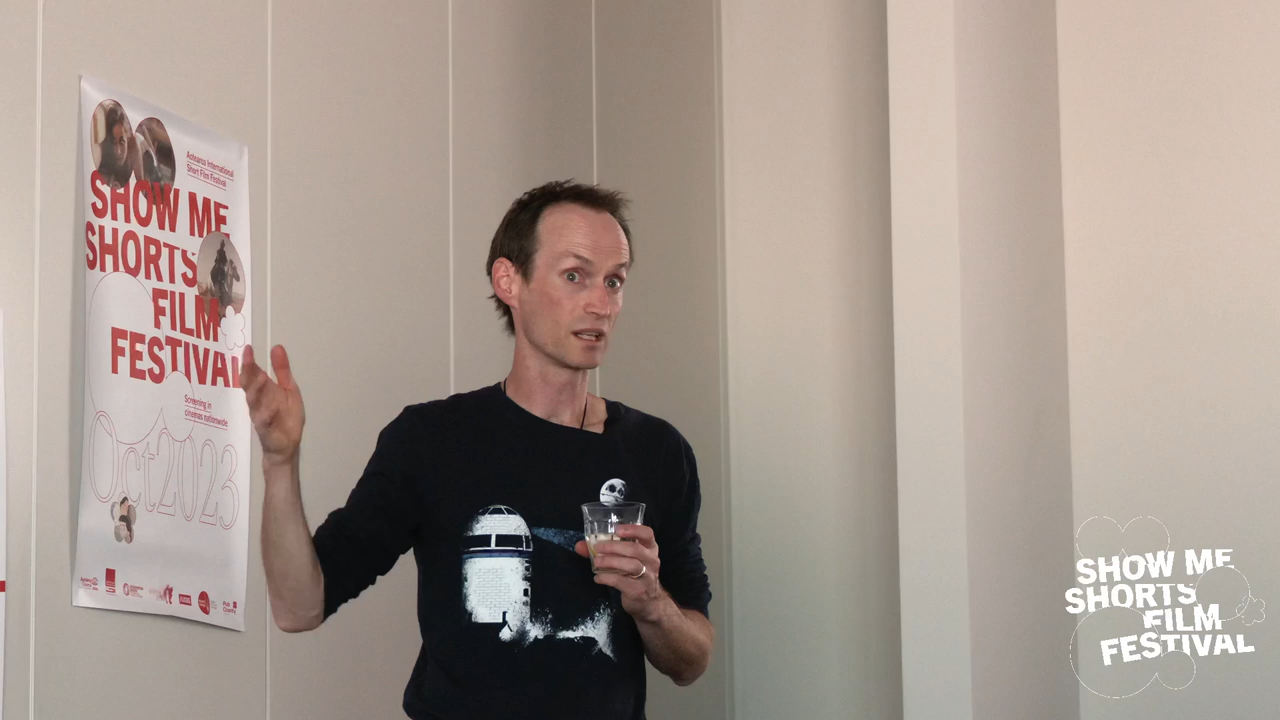 Aotearoa International
Short Film Festival
SHOW ME
SHORTS
FILM
FESTIVAL
Screening in
cinemas nationwide
Oct2023
SHOW ME
SHORTS
FILM
FESTIVAL